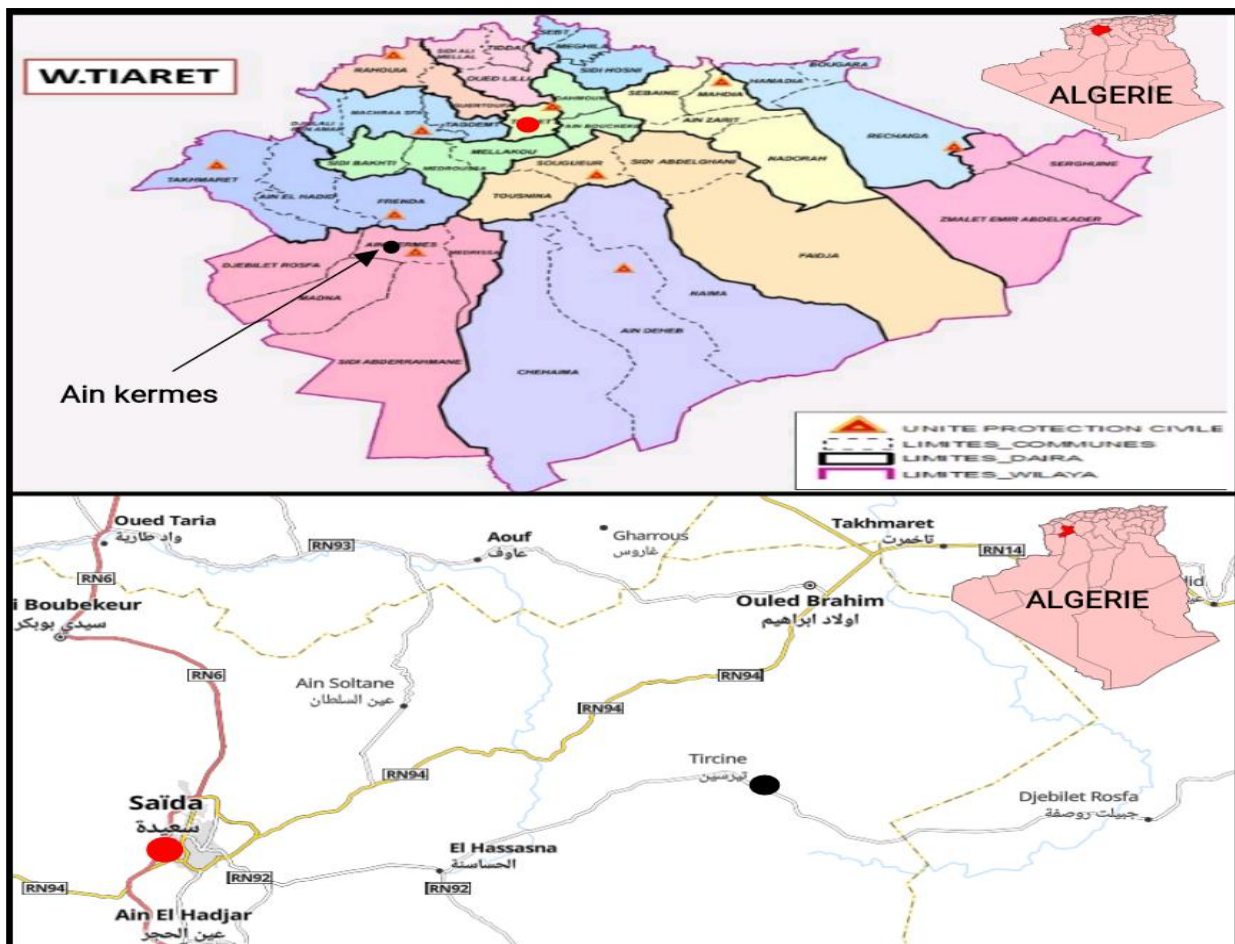 W.TIARET
ALGERIE
SEBT
MEGHILA
SIDI ALI
MELLAL
TIDDA
RAHOUIA
OUED LILLI
SIDI HOSNI
BOUGARA
HAMADIA
SEBAINE
MAHDIA
GUERTOUFA
DAHMOUNI
MACHRAA SFA
TAGDEMT
AIN BOUCHEKIF
AIN ZARIT
RECHAIGA
SIDI BAKHTI
MELLAKOU
MEDROUSSA
SOUGUEUR
SIDI ABDELGHANI
NADORAH
SERGHUINE
TAKHMARET
AIN EL HADID
FRENDA
TOUSNINA
ZMALET EMIR ABDELKADER
MEDRISSA
DJEBILET ROSFA
MADNA
FAIDJA
NAIMA
AIN DEHEB
SIDI ABDERRAHMANE
CHEHAIMA
Ain kermes
UNITE PROTECTION CIVILE
LIMITES_COMMUNES
LIMITES_DAIRA
LIMITES_WILAYA
Oued Taria
واد طارية
RN93
Aouf
عاوف
Gharrous
غاروس
Takhmaret
تاخمرت
RN14
RN6
i Boubekeur
سيدي بوبكر
Ouled Brahim
اولاد ابراهيم
ALGERIE
RN6
Ain Soltane
عين السلطان
RN94
RN94
RN94
Tircine
تيرسين
Saïda
سعيدة
Djebilet Rosfa
جبيلت روصفة
El Hassasna
الحساسنة
RN94
RN92
RN92
Ain El Hadjar
عين الحجر